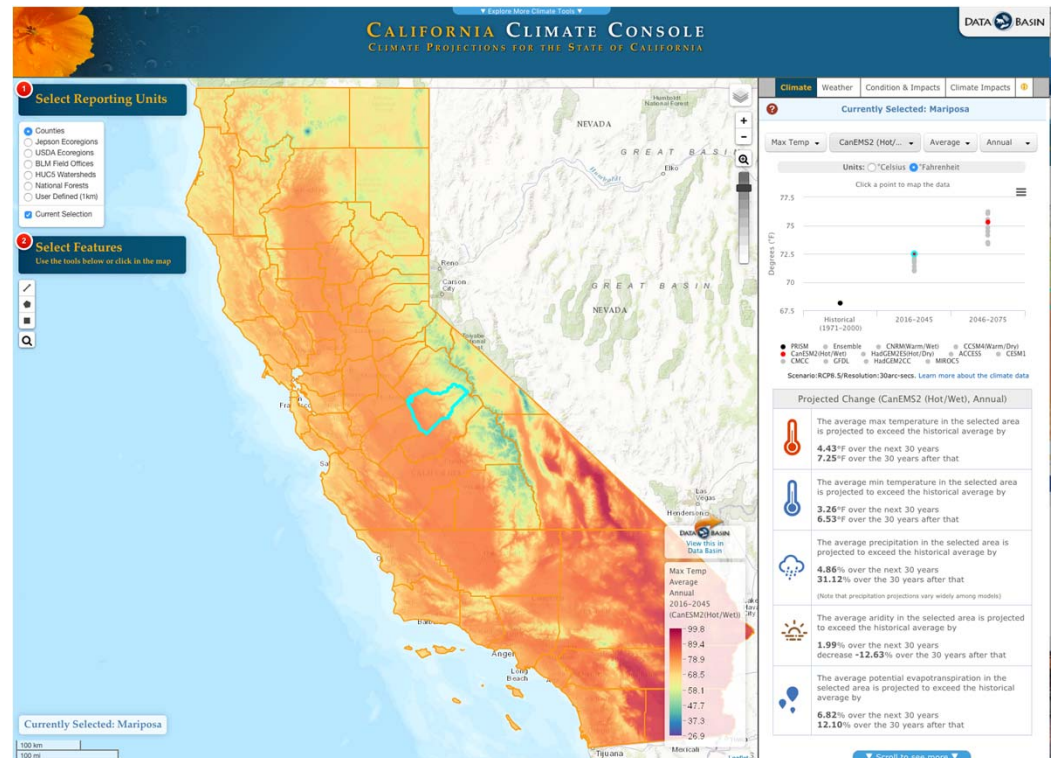 ▼ Explore More Climate Tools ▼
CALIFORNIA CLIMATE CONSOLE
CLIMATE PROJECTIONS FOR THE STATE OF CALIFORNIA
DATA BASIN
1
Select Reporting Units
Counties
Jepson Ecoregions
USDA Ecoregions
BLM Field Offices
HUC5 Watersheds
National Forests
User Defined (1km)
Current Selection
2
Select Features
Use the tools below or click in the map
Humboldt
National Forest
NEVADA
GREAT BASIN
Elko
Humboldt
Reno
Carson
City
GREAT BASIN
NEVADA
Las
Vegas
Henderson
Long
Beach
Tijuana
Mexicali
+
-
DATA BASIN
View this in
Data Basin
Max Temp
Average
Annual
2016-2045
(CanESM2(Hot/Wet))
99.8
89.4
78.9
68.5
58.1
47.7
37.3
26.9
Currently Selected: Mariposa
100 km
100 mi
Climate Weather Condition & Impacts Climate Impacts
?
Currently Selected: Mariposa
Max Temp CanEMS2 (Hot/... Average Annual
Units: °Celsius °Fahrenheit
Click a point to map the data
Degrees (°F)
77.5
75
72.5
70
67.5
Historical
(1971-2000)
2016-2045
2046-2075
PRISM Ensemble CNRM(Warm/Wet) CCSM4(Warm/Dry)
CanESM2(Hot/Wet) HadGEM2ES(Hot/Dry) ACCESS CESM1
CMCC GFDL HadGEM2CC MIROC5
Scenario:RCP8.5/Resolution:30arc-secs. Learn more about the climate data
Projected Change (CanEMS2 (Hot/Wet), Annual)
The average max temperature in the selected area
is projected to exceed the historical average by
4.43°F over the next 30 years
7.25°F over the 30 years after that
The average min temperature in the selected area
is projected to exceed the historical average by
3.26°F over the next 30 years
6.53°F over the 30 years after that
The average precipitation in the selected area is
projected to exceed the historical average by
4.86% over the next 30 years
31.12% over the 30 years after that
(Note that precipitation projections vary widely among models)
The average aridity in the selected area is projected
to exceed the historical average by
1.99% over the next 30 years
decrease -12.63% over the 30 years after that
The average potential evapotranspiration in the
selected area is projected to exceed the historical
average by
6.82% over the next 30 years
12.10% over the 30 years after that
▼ Scroll to see more ▼